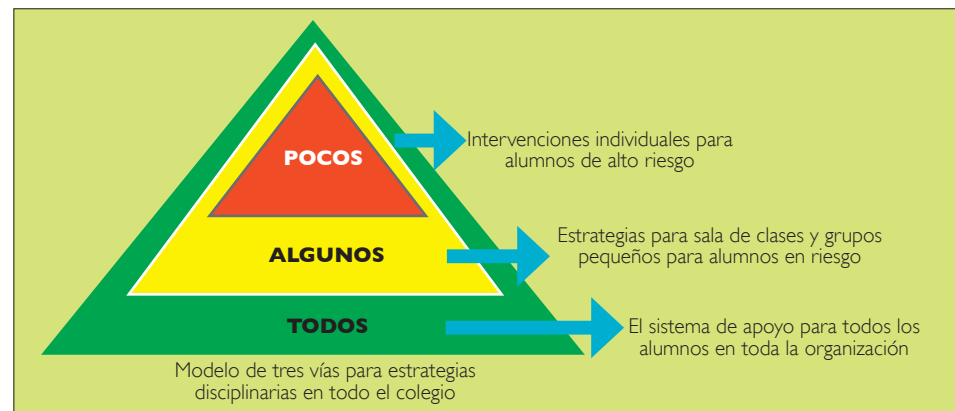 POCOS
Intervenciones individuales para
alumnos de alto riesgo
ALGUNOS
Estrategias para sala de clases y grupos
pequeños para alumnos en riesgo
TODOS
El sistema de apoyo para todos los
alumnos en toda la organización
Modelo de tres vías para estrategias
disciplinarias en todo el colegio